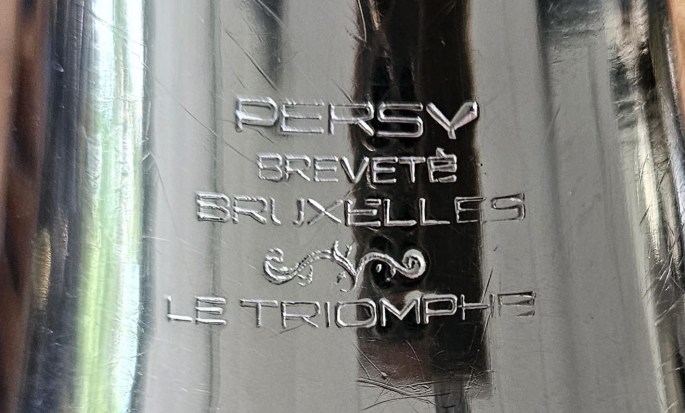 PERSY
BREVETÉ
BRUXELLES
LE TRIOMPHE